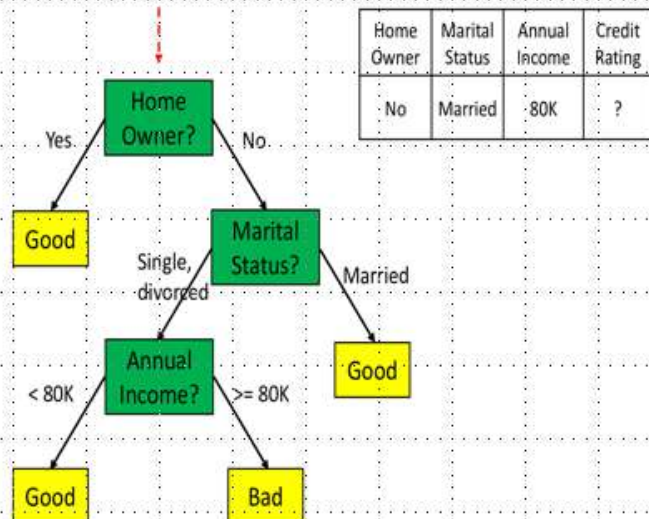 Home Owner? 
Yes
No
Good
Marital
Status?
Single,
divorced
Married
Annual
Income?
Good
< 80K
>= 80K
Good
Bad
Home Owner
Marital Status
Annual Income
Credit Rating
No
Married
80K
?